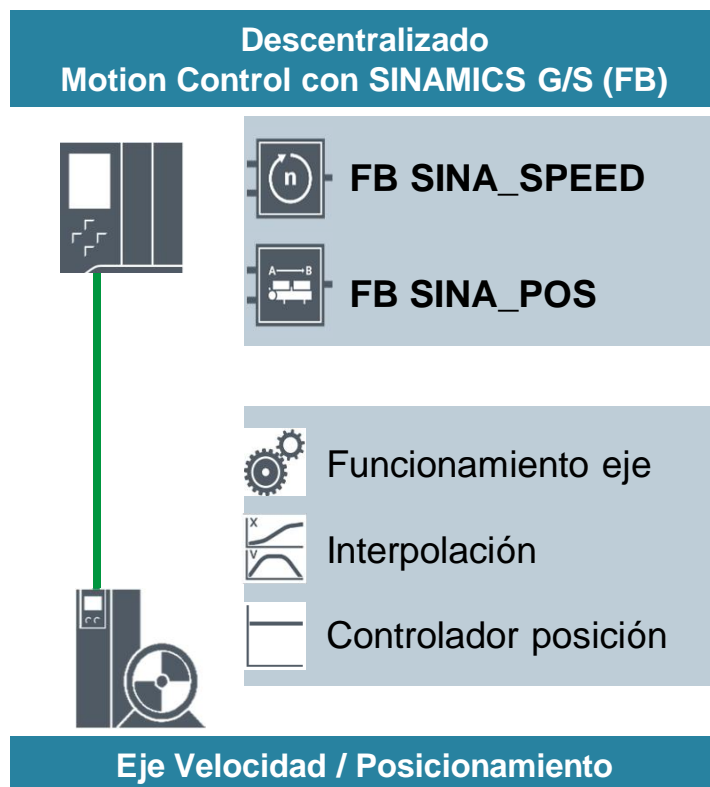 Descentralizado
Motion Control con SINAMICS G/S (FB)
n
FB SINA_SPEED
A B
FB SINA_POS
Funcionamiento eje
X
V
Interpolación
Controlador posición
Eje Velocidad / Posicionamiento